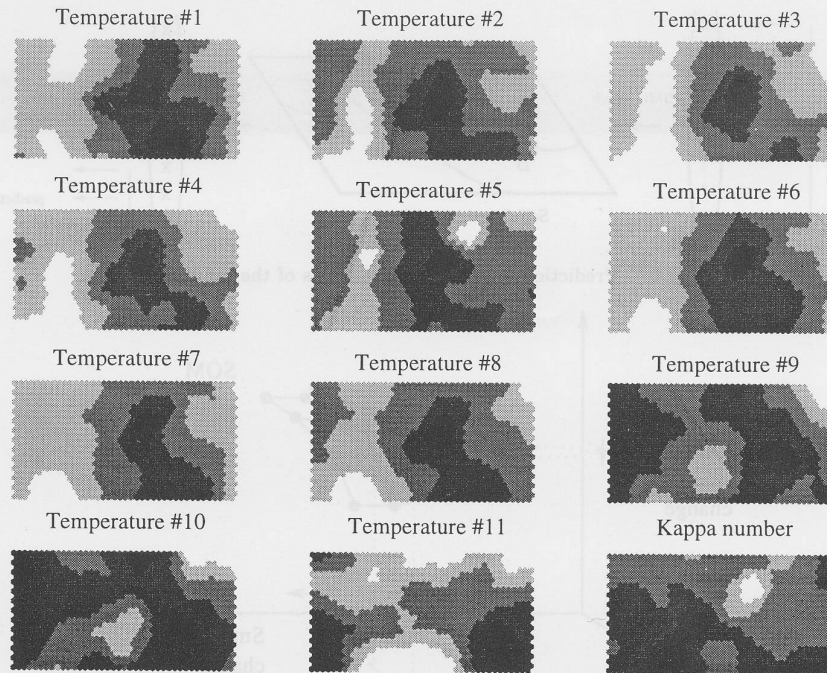 Temperature #1
Temperature #2
Temperature #3
Temperature #4
Temperature #5
Temperature #6
Temperature #7
Temperature #8
Temperature #9
Temperature #10
Temperature #11
Kappa number